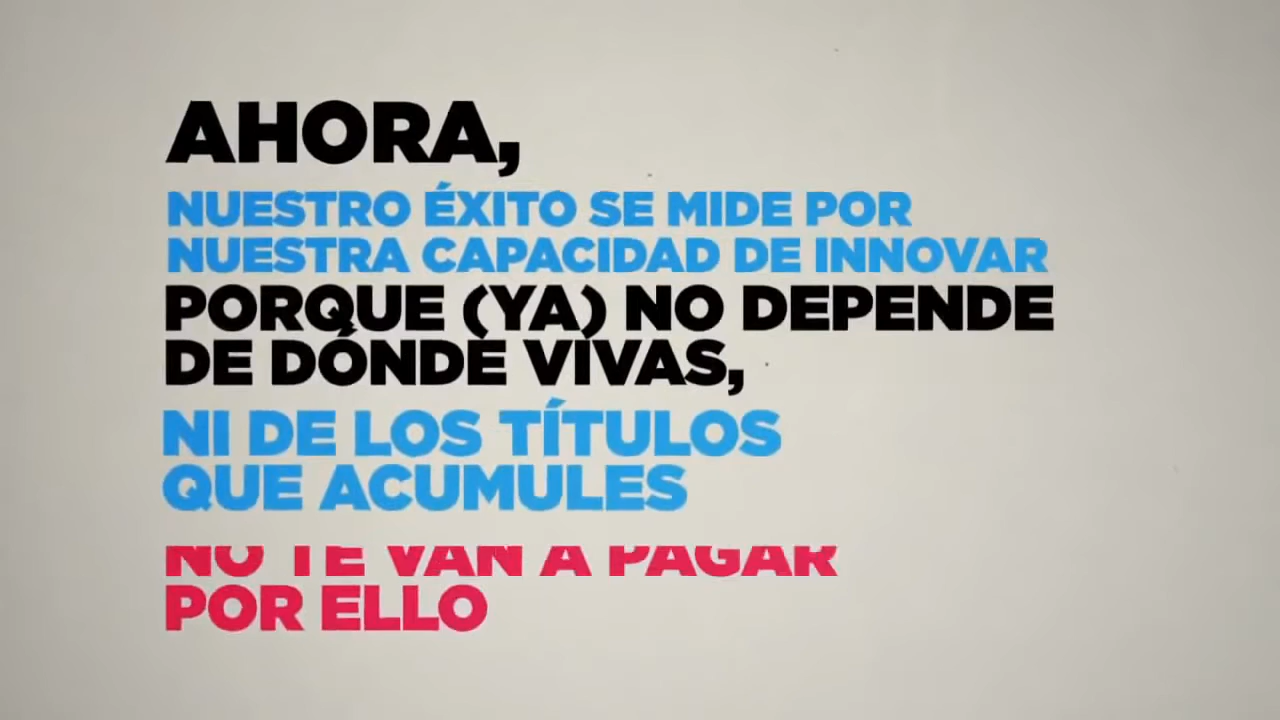 AHORA,
NUESTRO ÉXITO SE MIDE POR
NUESTRA CAPACIDAD DE INNOVAR
PORQUE (YA) NO DEPENDE
DE DÓNDE VIVAS,
NI DE LOS TÍTULOS
QUE ACUMULES
NO TE VAN A PAGAR
POR ELLO